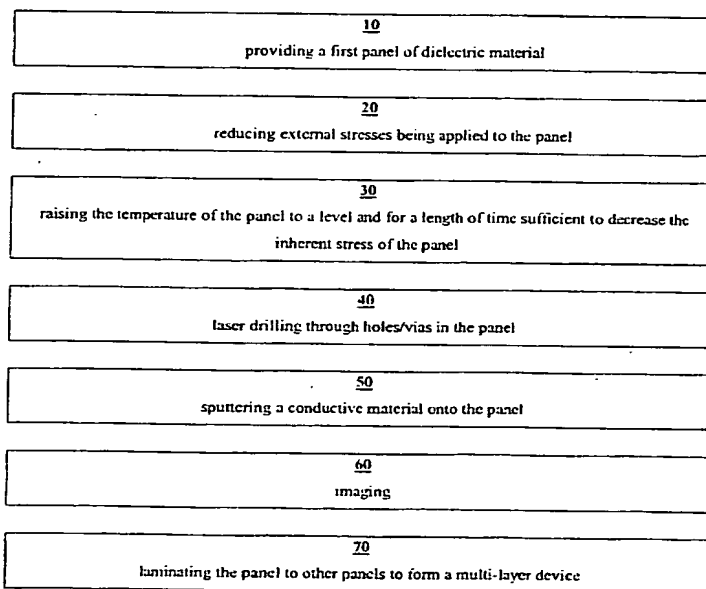 10
providing a first panel of dielectric material
20
reducing external stresses being applied to the panel
30
raising the temperature of the panel to a level and for a length of time sufficient to decrease the
inherent stress of the panel
40
laser drilling through holes/vias in the panel
50
sputtering a conductive material onto the panel
60
imaging
70
laminating the panel to other panels to form a multi-layer device